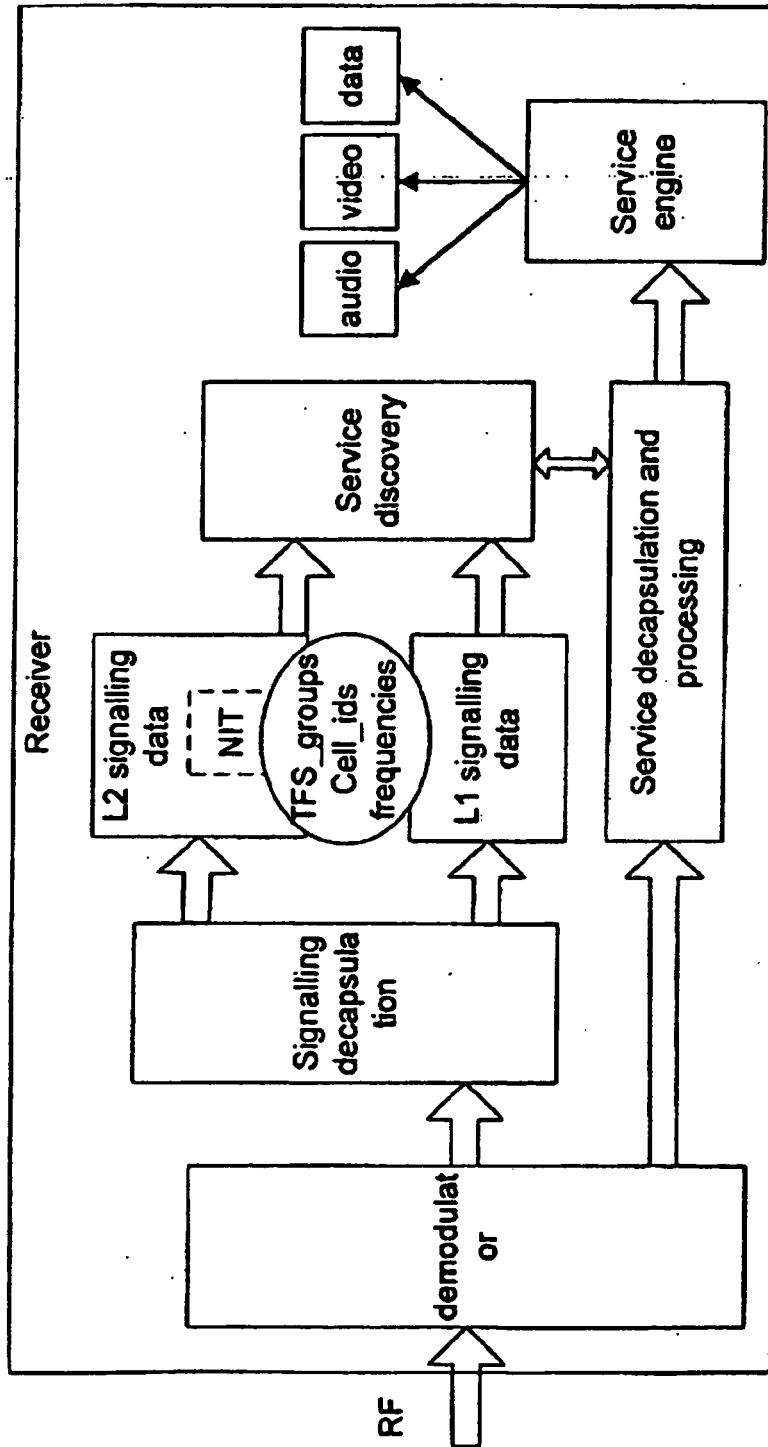 Receiver
RF
demodulat
or
Signalling
decapsula
tion
L2 signalling
data
NIT
TFS_groups
Cell_ids
frequencies
L1 signalling
data
Service
discovery
Service decapsulation and
processing
Service
engine
audio
video
data